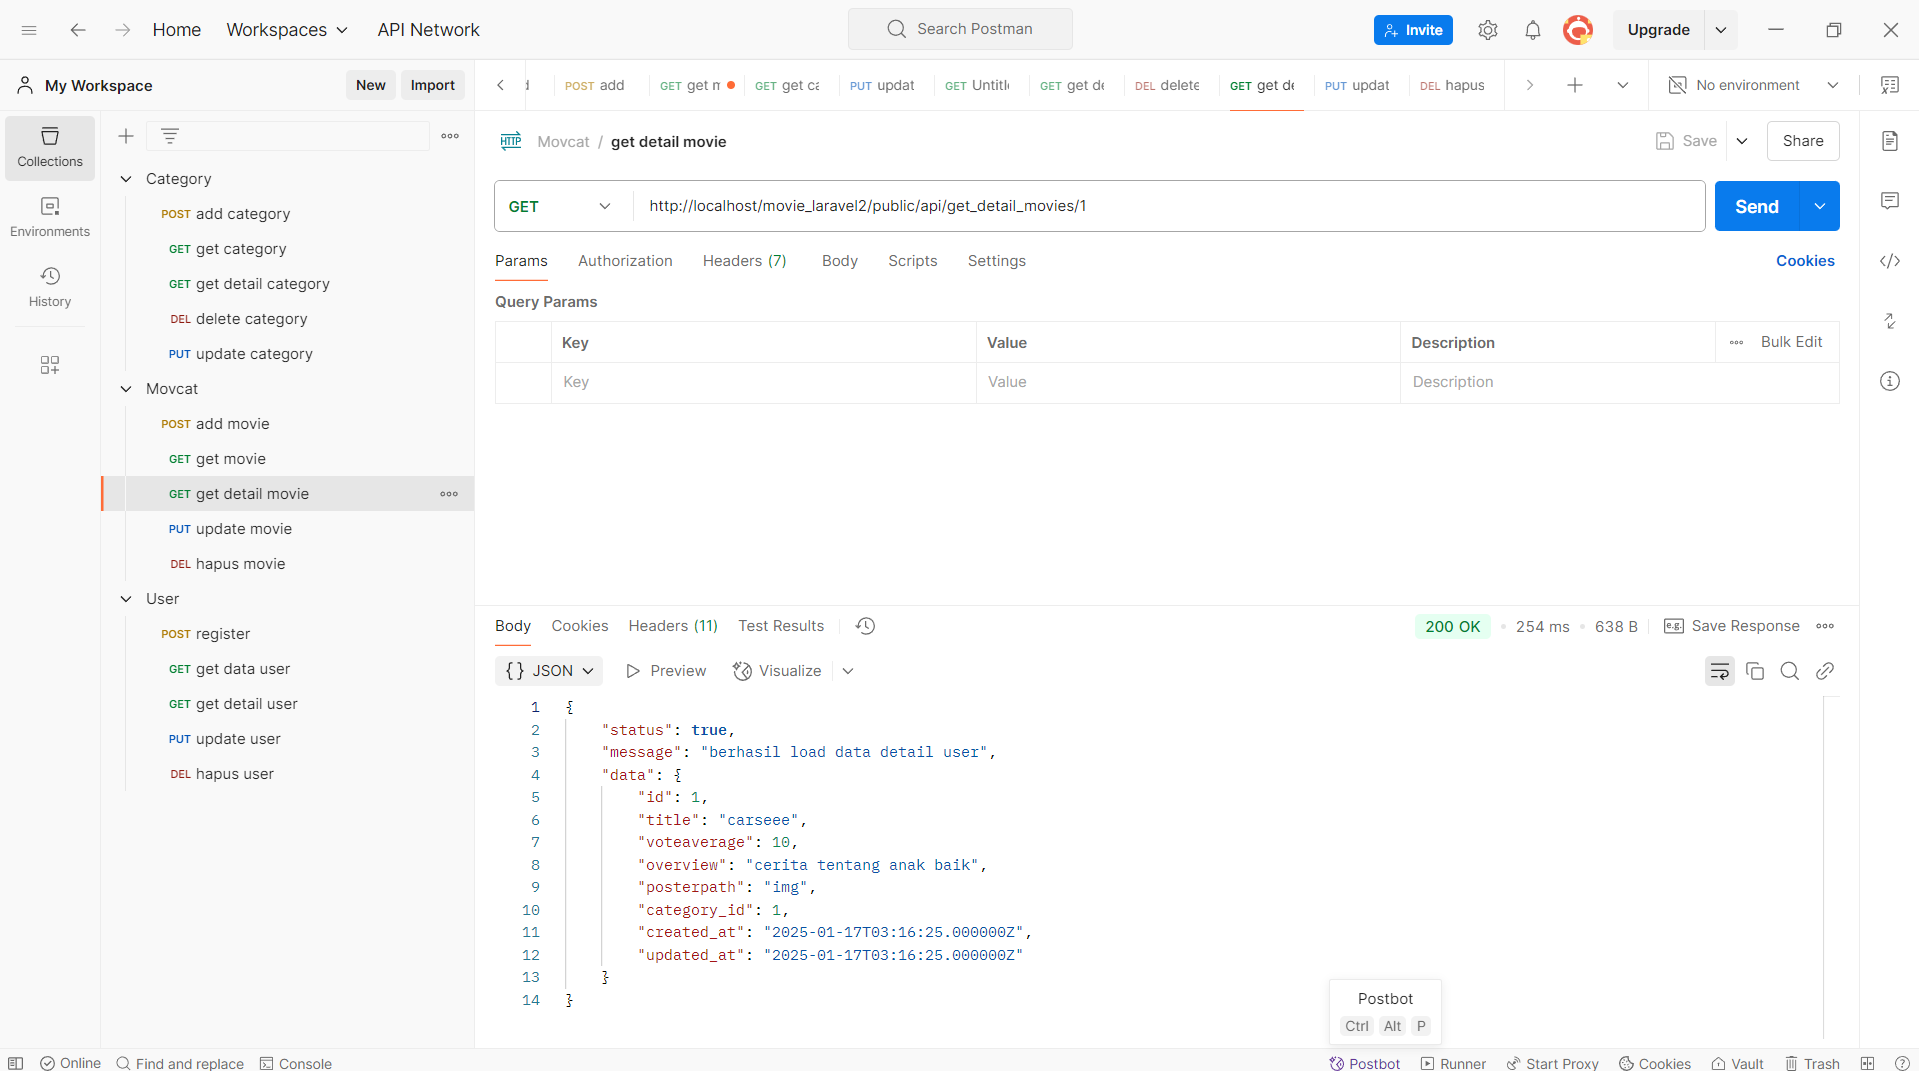 Home Workspaces API Network Search Postman Invite Upgrade
My Workspace New Import
POST add GET get m GET get ca PUT updat GET Untitle GET get de DEL delete GET get de PUT updat DEL hapus No environment
Collections
Environments
History
Category
POST add category
GET get category
GET get detail category
DEL delete category
PUT update category
Movcat
POST add movie
GET get movie
GET get detail movie
PUT update movie
DEL hapus movie
User
POST register
GET get data user
GET get detail user
PUT update user
DEL hapus user
HTTP Movcat / get detail movie Save Share
GET http://localhost/movie_laravel2/public/api/get_detail_movies/1 Send
Params Authorization Headers (7) Body Scripts Settings Cookies
Query Params
Key Value Description Bulk Edit
Key Value Description
Body Cookies Headers (11) Test Results 200 OK 254 ms 638 B e.g. Save Response
{} JSON Preview Visualize
1 {
2 "status": true,
3 "message": "berhasil load data detail user",
4 "data": {
5 "id": 1,
6 "title": "carseee",
7 "voteaverage": 10,
8 "overview": "cerita tentang anak baik",
9 "posterpath": "img",
10 "category_id": 1,
11 "created_at": "2025-01-17T03:16:25.000000Z",
12 "updated_at": "2025-01-17T03:16:25.000000Z"
13 }
14 }
Postbot
Ctrl Alt P
Online Find and replace Console Postbot Runner Start Proxy Cookies Vault Trash